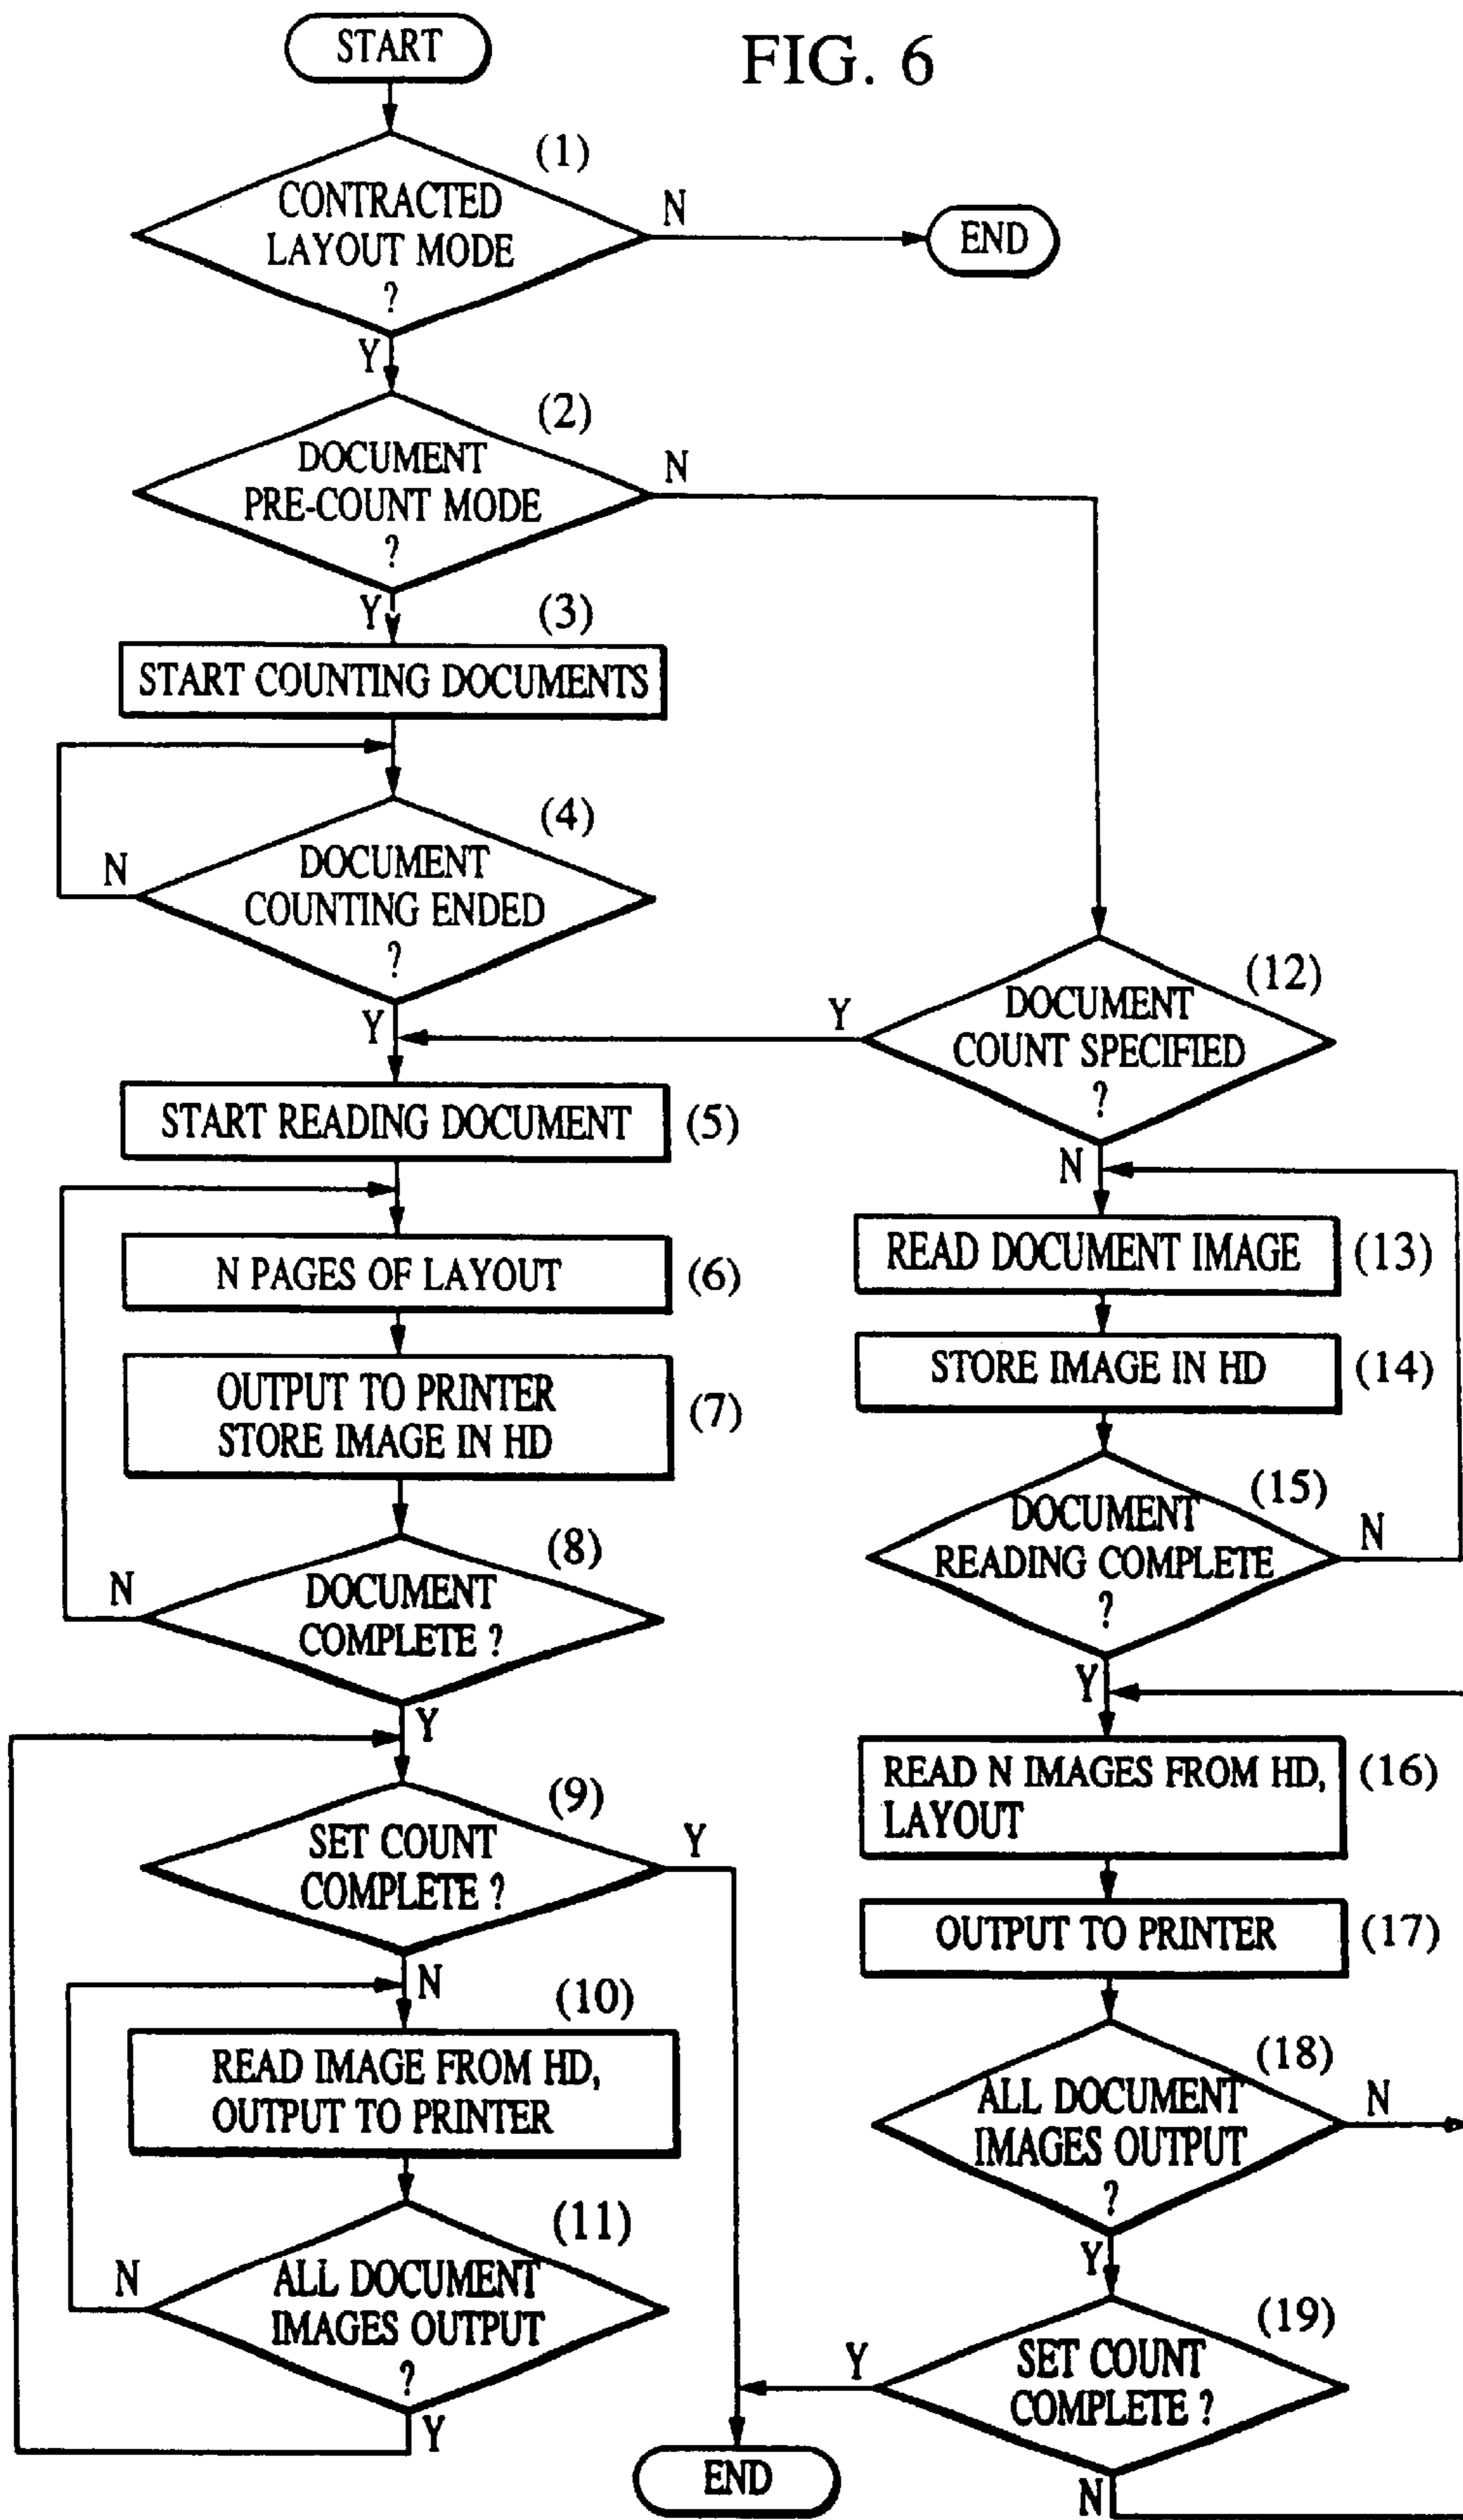 FIG. 6
START
(1)
CONTRACTED
LAYOUT MODE
?
N
END
Y
(2)
DOCUMENT
PRE-COUNT MODE
?
N
Y
(3)
START COUNTING DOCUMENTS
(4)
DOCUMENT
COUNTING ENDED
?
N
Y
START READING DOCUMENT
(5)
N PAGES OF LAYOUT
(6)
OUTPUT TO PRINTER
STORE IMAGE IN HD
(7)
(8)
DOCUMENT
COMPLETE ?
N
Y
(9)
SET COUNT
COMPLETE ?
Y
N
(10)
READ IMAGE FROM HD,
OUTPUT TO PRINTER
(11)
ALL DOCUMENT
IMAGES OUTPUT
?
N
Y
(12)
DOCUMENT
COUNT SPECIFIED
?
Y
N
READ DOCUMENT IMAGE
(13)
STORE IMAGE IN HD
(14)
(15)
DOCUMENT
READING COMPLETE
?
N
Y
READ N IMAGES FROM HD,
LAYOUT
(16)
OUTPUT TO PRINTER
(17)
(18)
ALL DOCUMENT
IMAGES OUTPUT
?
N
Y
(19)
SET COUNT
COMPLETE ?
Y
N
END